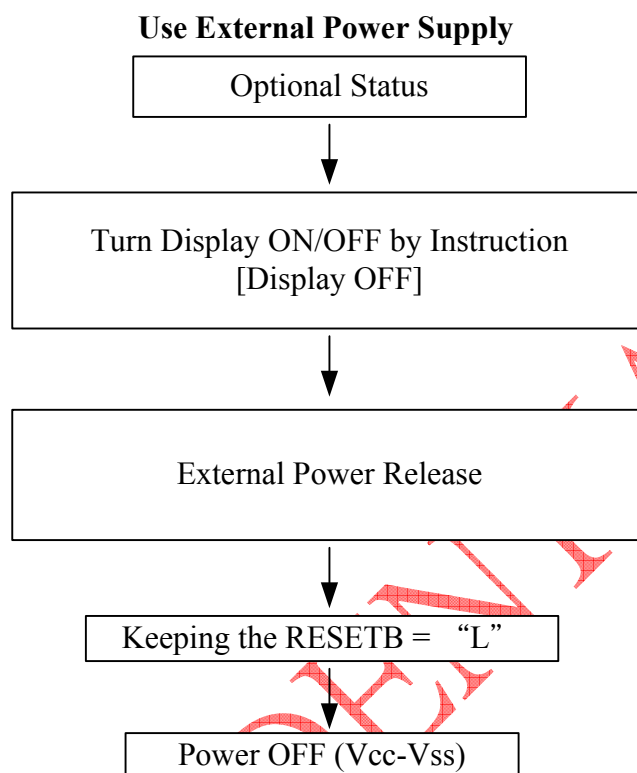 Use External Power Supply
Optional Status
Turn Display ON/OFF by Instruction
[Display OFF]
External Power Release
Keeping the RESETB = “L”
Power OFF (Vcc-Vss)